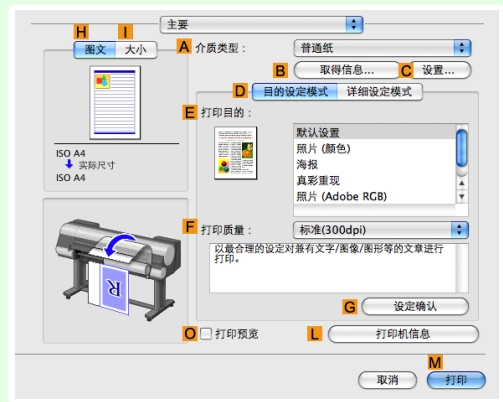 主要
H I
图文 大小
A 介质类型： 普通纸
B 取得信息... C 设置...
D 目的设定模式 详细设定模式
E 打印目的：
默认设置
照片 (颜色)
海报
真彩重现
照片 (Adobe RGB)
ISO A4
实际尺寸
ISO A4
F 打印质量： 标准(300dpi)
以最合理的设定对兼有文字/图像/图形等的文章进行
打印。
R
G 设定确认
O 打印预览 L 打印机信息
M
取消 打印